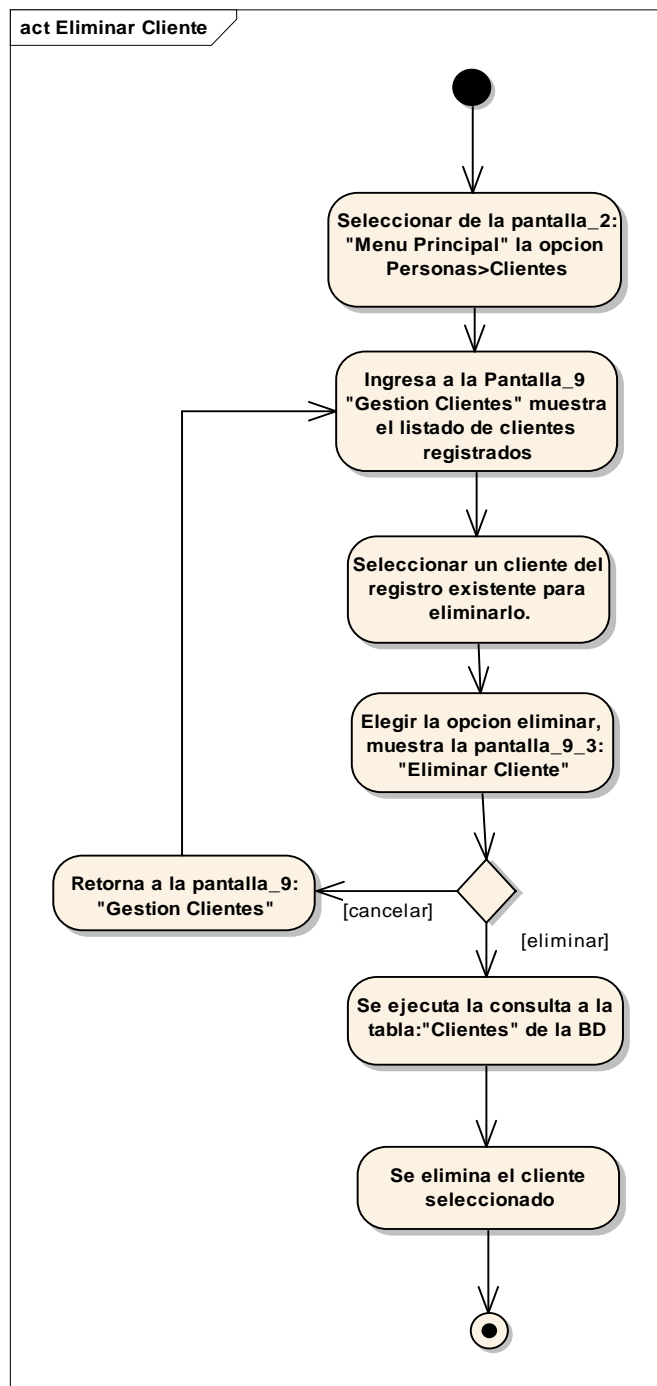 act Eliminar Cliente
Seleccionar de la pantalla_2:
"Menu Principal" la opcion
Personas>Clientes
Ingresa a la Pantalla_9
"Gestion Clientes" muestra
el listado de clientes
registrados
Seleccionar un cliente del
registro existente para
eliminarlo.
Elegir la opcion eliminar,
muestra la pantalla_9_3:
"Eliminar Cliente"
Retorna a la pantalla_9:
"Gestion Clientes"
[cancelar]
[eliminar]
Se ejecuta la consulta a la
tabla:"Clientes" de la BD
Se elimina el cliente
seleccionado